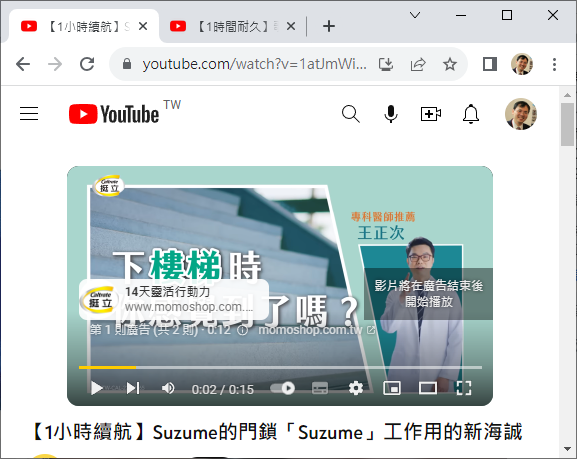 【1小時續航】S
【1時間耐久】
youtube.com/watch?v=1atJmWi...
YouTube TW
Caltrate
挺立
專科醫師推薦
王正次
下樓梯時
了嗎？
影片將在廣告結束後
開始播放
Caltrate
挺立
14天靈活行動力
www.momoshop.com....
第 1 則廣告 (共 2 則)・0:12
momoshop.com.tw
0:02 / 0:15
【1小時續航】Suzume的門鎖「Suzume」工作用的新海誠